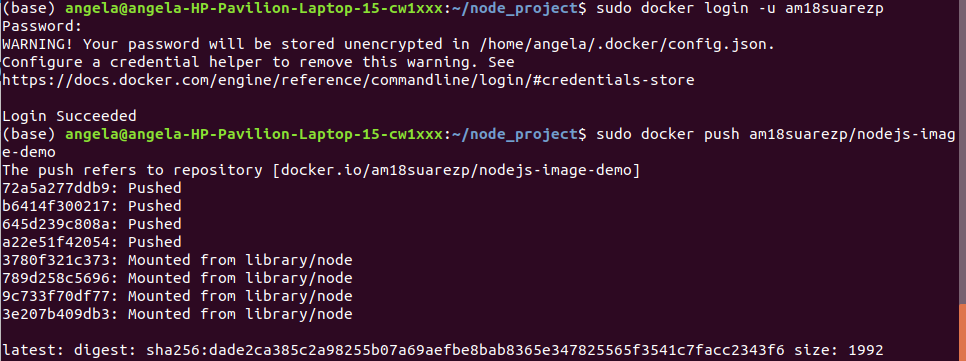 (base) angela@angela-HP-Pavilion-Laptop-15-cw1xxx:~/node_project$ sudo docker login -u am18suarezp
Password:
WARNING! Your password will be stored unencrypted in /home/angela/.docker/config.json.
Configure a credential helper to remove this warning. See
https://docs.docker.com/engine/reference/commandline/login/#credentials-store
Login Succeeded
(base) angela@angela-HP-Pavilion-Laptop-15-cw1xxx:~/node_project$ sudo docker push am18suarezp/nodejs-imag
e-demo
The push refers to repository [docker.io/am18suarezp/nodejs-image-demo]
72a5a277ddb9: Pushed
b6414f300217: Pushed
645d239c808a: Pushed
a22e51f42054: Pushed
3780f321c373: Mounted from library/node
789d258c5696: Mounted from library/node
9c733f70df77: Mounted from library/node
3e207b409db3: Mounted from library/node
latest: digest: sha256:dade2ca385c2a98255b07a69aefbe8bab8365e347825565f3541c7facc2343f6 size: 1992